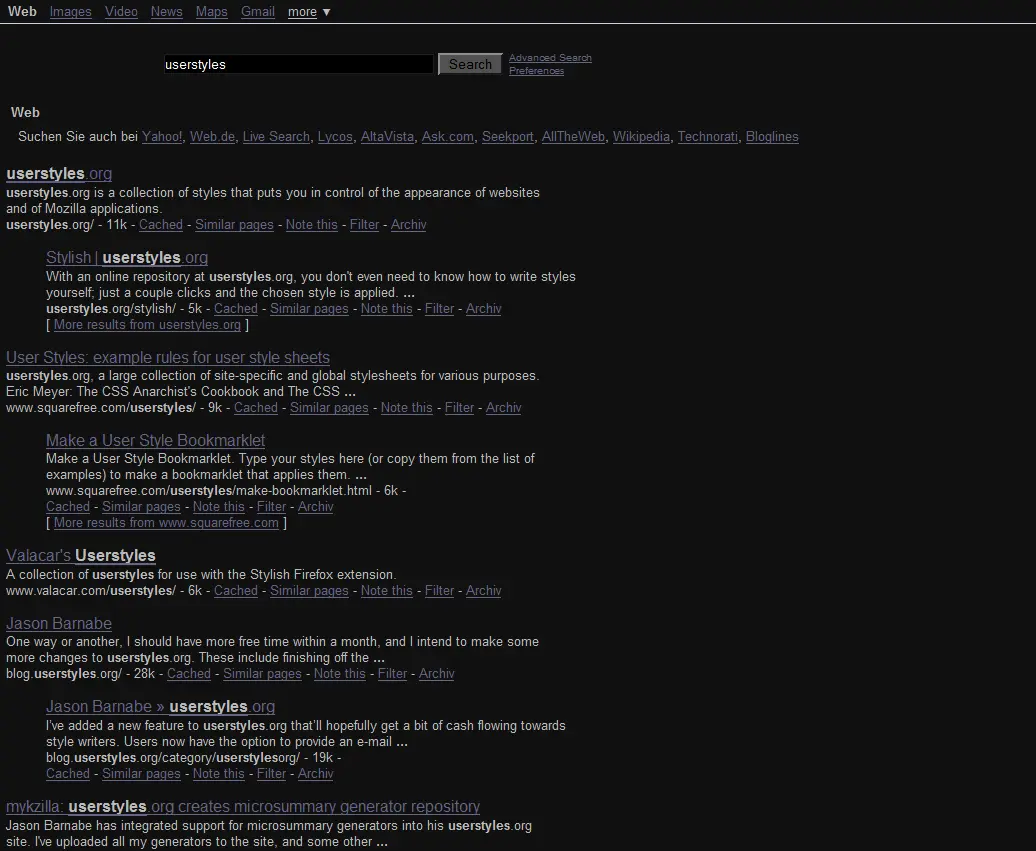 Web Images Video News Maps Gmail more ▼
userstyles Search Advanced Search
Preferences
Web
Suchen Sie auch bei Yahoo!, Web.de, Live Search, Lycos, AltaVista, Ask.com, Seekport, AllTheWeb, Wikipedia, Technorati, Bloglines
userstyles.org
userstyles.org is a collection of styles that puts you in control of the appearance of websites
and of Mozilla applications.
userstyles.org/ - 11k - Cached - Similar pages - Note this - Filter - Archiv
Stylish | userstyles.org
With an online repository at userstyles.org, you don't even need to know how to write styles
yourself; just a couple clicks and the chosen style is applied. ...
userstyles.org/stylish/ - 5k - Cached - Similar pages - Note this - Filter - Archiv
[ More results from userstyles.org ]
User Styles: example rules for user style sheets
userstyles.org, a large collection of site-specific and global stylesheets for various purposes.
Eric Meyer: The CSS Anarchist's Cookbook and The CSS ...
www.squarefree.com/userstyles/ - 9k - Cached - Similar pages - Note this - Filter - Archiv
Make a User Style Bookmarklet
Make a User Style Bookmarklet. Type your styles here (or copy them from the list of
examples) to make a bookmarklet that applies them. ...
www.squarefree.com/userstyles/make-bookmarklet.html - 6k -
Cached - Similar pages - Note this - Filter - Archiv
[ More results from www.squarefree.com ]
Valacar's Userstyles
A collection of userstyles for use with the Stylish Firefox extension.
www.valacar.com/userstyles/ - 6k - Cached - Similar pages - Note this - Filter - Archiv
Jason Barnabe
One way or another, I should have more free time within a month, and I intend to make some
more changes to userstyles.org. These include finishing off the ...
blog.userstyles.org/ - 28k - Cached - Similar pages - Note this - Filter - Archiv
Jason Barnabe » userstyles.org
I've added a new feature to userstyles.org that'll hopefully get a bit of cash flowing towards
style writers. Users now have the option to provide an e-mail ...
blog.userstyles.org/category/userstylesorg/ - 19k -
Cached - Similar pages - Note this - Filter - Archiv
mykzilla: userstyles.org creates microsummary generator repository
Jason Barnabe has integrated support for microsummary generators into his userstyles.org
site. I've uploaded all my generators to the site, and some other ...